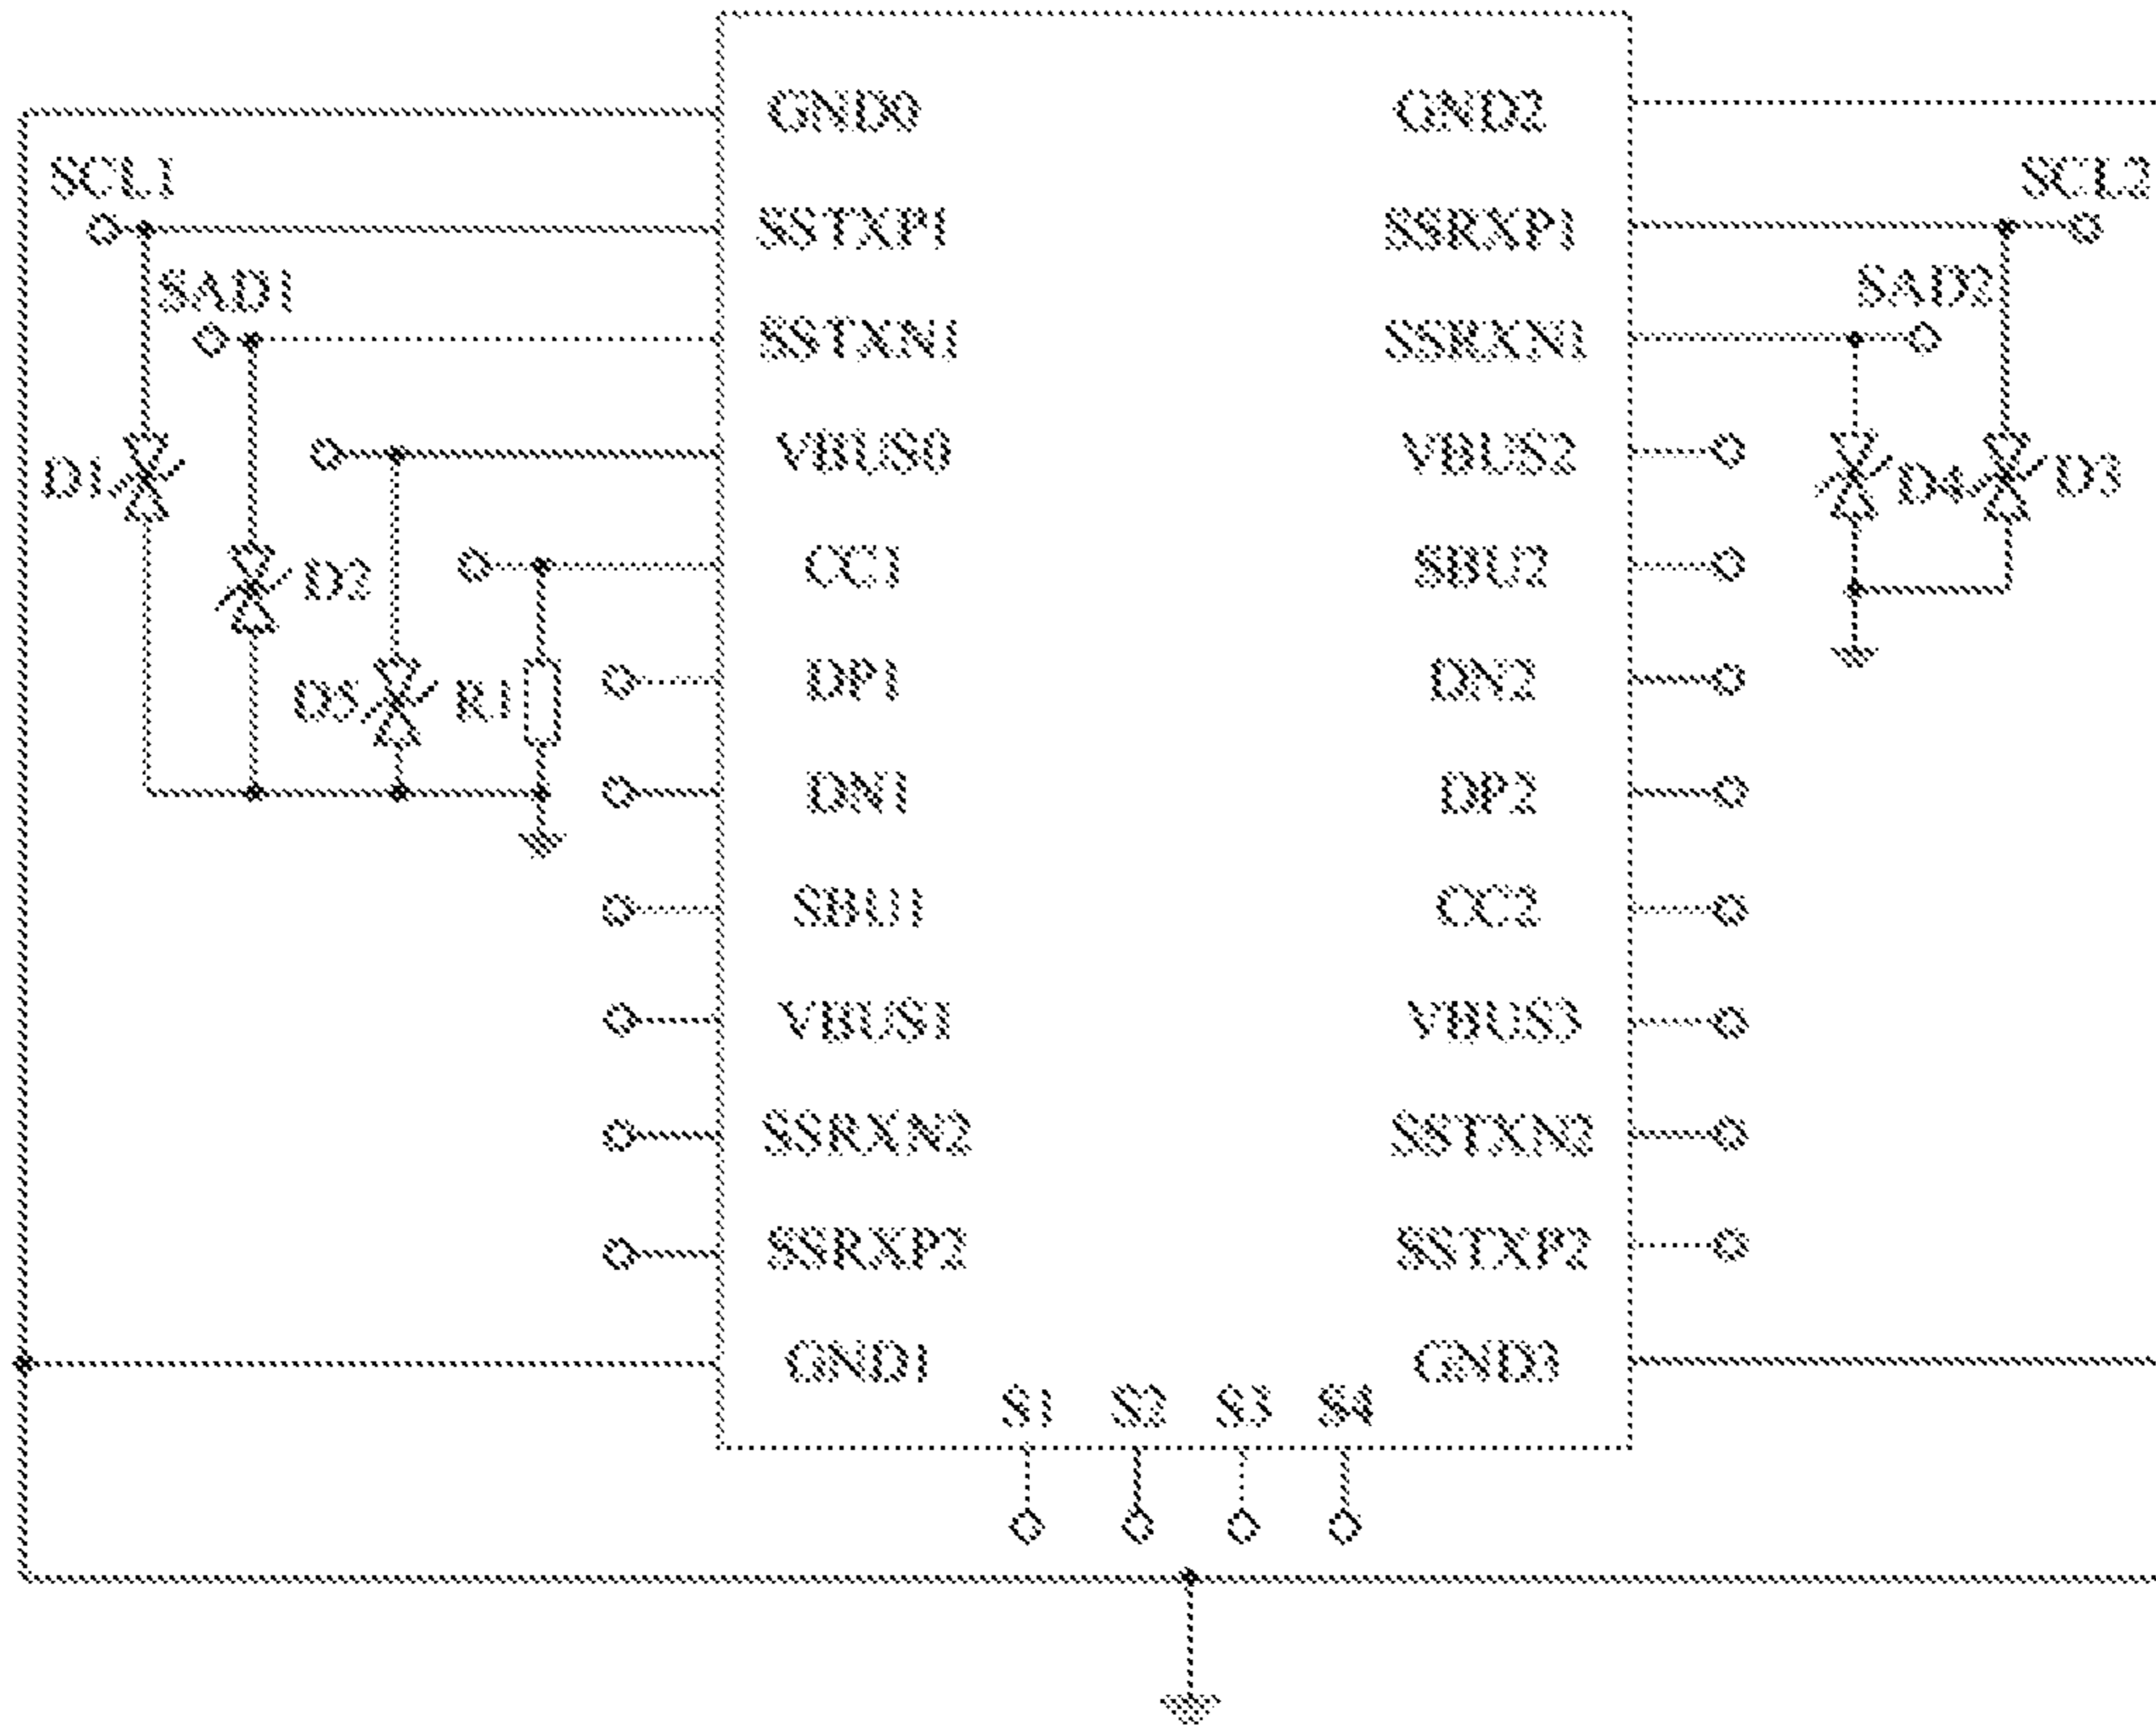 GND0 GND2
SCL1 SCL2
SSTXP1 SSRXP1
SAD1 SAD2
SSTXN1 SSRXN1
VBUS0 VBUS2
D1 D4 D3
CC1 SBU2
D2
DP1 DN2
D5 R1
DN1 DP2
SBU1 CC2
VBUS1 VBUS3
SSRXN2 SSTXN2
SSRXP2 SSTXP2
GND1 GND3
S1 S2 S3 S4